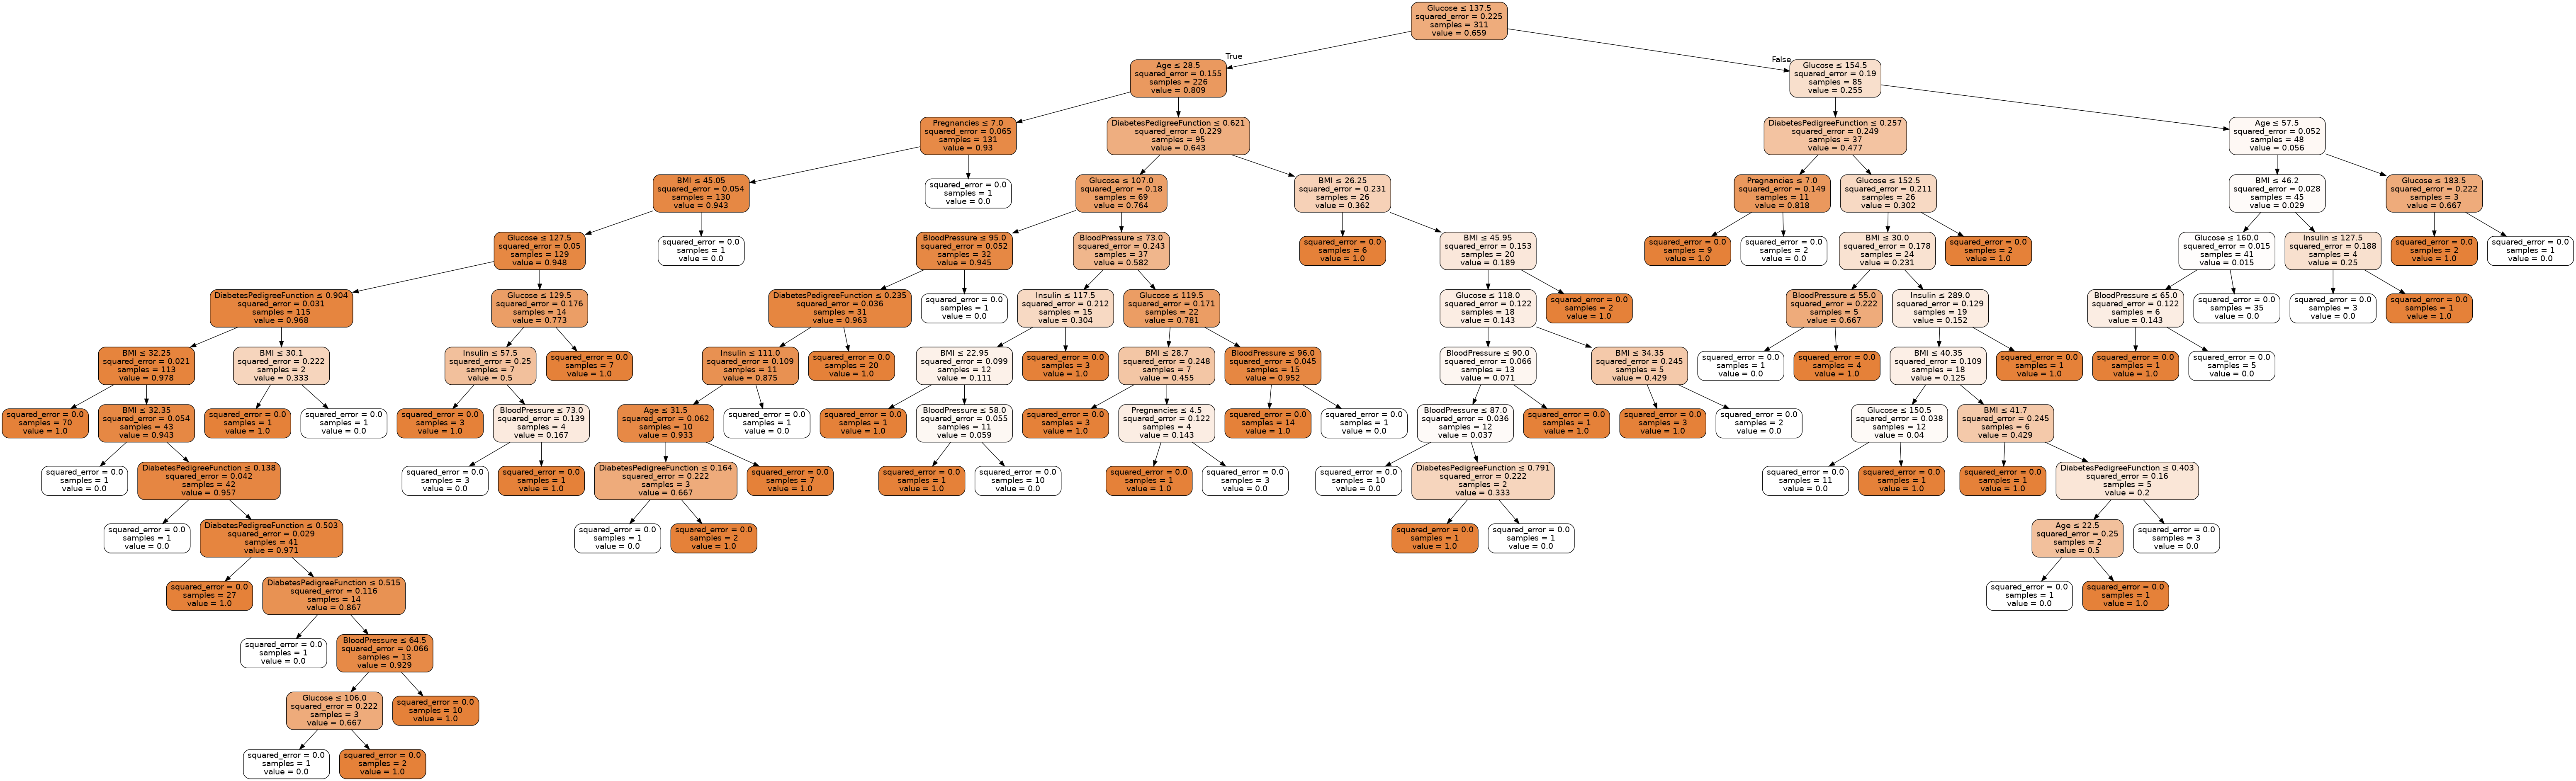 Glucose ≤ 137.5
squared_error = 0.225
samples = 311
value = 0.659
True
False
Age ≤ 28.5
squared_error = 0.155
samples = 226
value = 0.809
Glucose ≤ 154.5
squared_error = 0.19
samples = 85
value = 0.255
Pregnancies ≤ 7.0
squared_error = 0.065
samples = 131
value = 0.93
DiabetesPedigreeFunction ≤ 0.621
squared_error = 0.229
samples = 95
value = 0.643
DiabetesPedigreeFunction ≤ 0.257
squared_error = 0.249
samples = 37
value = 0.477
Age ≤ 57.5
squared_error = 0.052
samples = 48
value = 0.056
BMI ≤ 45.05
squared_error = 0.054
samples = 130
value = 0.943
squared_error = 0.0
samples = 1
value = 0.0
Glucose ≤ 107.0
squared_error = 0.18
samples = 69
value = 0.764
BMI ≤ 26.25
squared_error = 0.231
samples = 26
value = 0.362
Pregnancies ≤ 7.0
squared_error = 0.149
samples = 11
value = 0.818
Glucose ≤ 152.5
squared_error = 0.211
samples = 26
value = 0.302
BMI ≤ 46.2
squared_error = 0.028
samples = 45
value = 0.029
Glucose ≤ 183.5
squared_error = 0.222
samples = 3
value = 0.667
Glucose ≤ 127.5
squared_error = 0.05
samples = 129
value = 0.948
squared_error = 0.0
samples = 1
value = 0.0
BloodPressure ≤ 95.0
squared_error = 0.052
samples = 32
value = 0.945
BloodPressure ≤ 73.0
squared_error = 0.243
samples = 37
value = 0.582
squared_error = 0.0
samples = 6
value = 1.0
BMI ≤ 45.95
squared_error = 0.153
samples = 20
value = 0.189
squared_error = 0.0
samples = 9
value = 1.0
squared_error = 0.0
samples = 2
value = 0.0
BMI ≤ 30.0
squared_error = 0.178
samples = 24
value = 0.231
squared_error = 0.0
samples = 2
value = 1.0
Glucose ≤ 160.0
squared_error = 0.015
samples = 41
value = 0.015
Insulin ≤ 127.5
squared_error = 0.188
samples = 4
value = 0.25
squared_error = 0.0
samples = 2
value = 1.0
squared_error = 0.0
samples = 1
value = 0.0
DiabetesPedigreeFunction ≤ 0.904
squared_error = 0.031
samples = 115
value = 0.968
Glucose ≤ 129.5
squared_error = 0.176
samples = 14
value = 0.773
DiabetesPedigreeFunction ≤ 0.235
squared_error = 0.036
samples = 31
value = 0.963
squared_error = 0.0
samples = 1
value = 0.0
Insulin ≤ 117.5
squared_error = 0.212
samples = 15
value = 0.304
Glucose ≤ 119.5
squared_error = 0.171
samples = 22
value = 0.781
Glucose ≤ 118.0
squared_error = 0.122
samples = 18
value = 0.143
squared_error = 0.0
samples = 2
value = 1.0
BloodPressure ≤ 55.0
squared_error = 0.222
samples = 5
value = 0.667
Insulin ≤ 289.0
squared_error = 0.129
samples = 19
value = 0.152
BloodPressure ≤ 65.0
squared_error = 0.122
samples = 6
value = 0.143
squared_error = 0.0
samples = 35
value = 0.0
squared_error = 0.0
samples = 3
value = 0.0
squared_error = 0.0
samples = 1
value = 1.0
BMI ≤ 32.25
squared_error = 0.021
samples = 113
value = 0.978
BMI ≤ 30.1
squared_error = 0.222
samples = 2
value = 0.333
Insulin ≤ 57.5
squared_error = 0.25
samples = 7
value = 0.5
squared_error = 0.0
samples = 7
value = 1.0
Insulin ≤ 111.0
squared_error = 0.109
samples = 11
value = 0.875
squared_error = 0.0
samples = 20
value = 1.0
BMI ≤ 22.95
squared_error = 0.099
samples = 12
value = 0.111
squared_error = 0.0
samples = 3
value = 1.0
BMI ≤ 28.7
squared_error = 0.248
samples = 7
value = 0.455
BloodPressure ≤ 96.0
squared_error = 0.045
samples = 15
value = 0.952
BloodPressure ≤ 90.0
squared_error = 0.066
samples = 13
value = 0.071
BMI ≤ 34.35
squared_error = 0.245
samples = 5
value = 0.429
squared_error = 0.0
samples = 1
value = 0.0
squared_error = 0.0
samples = 4
value = 1.0
BMI ≤ 40.35
squared_error = 0.109
samples = 18
value = 0.125
squared_error = 0.0
samples = 1
value = 1.0
squared_error = 0.0
samples = 1
value = 1.0
squared_error = 0.0
samples = 5
value = 0.0
squared_error = 0.0
samples = 70
value = 1.0
BMI ≤ 32.35
squared_error = 0.054
samples = 43
value = 0.943
squared_error = 0.0
samples = 1
value = 1.0
squared_error = 0.0
samples = 1
value = 0.0
squared_error = 0.0
samples = 3
value = 1.0
BloodPressure ≤ 73.0
squared_error = 0.139
samples = 4
value = 0.167
Age ≤ 31.5
squared_error = 0.062
samples = 10
value = 0.933
squared_error = 0.0
samples = 1
value = 0.0
squared_error = 0.0
samples = 1
value = 1.0
BloodPressure ≤ 58.0
squared_error = 0.055
samples = 11
value = 0.059
squared_error = 0.0
samples = 3
value = 1.0
Pregnancies ≤ 4.5
squared_error = 0.122
samples = 4
value = 0.143
squared_error = 0.0
samples = 14
value = 1.0
squared_error = 0.0
samples = 1
value = 0.0
BloodPressure ≤ 87.0
squared_error = 0.036
samples = 12
value = 0.037
squared_error = 0.0
samples = 1
value = 1.0
squared_error = 0.0
samples = 3
value = 1.0
squared_error = 0.0
samples = 2
value = 0.0
Glucose ≤ 150.5
squared_error = 0.038
samples = 12
value = 0.04
BMI ≤ 41.7
squared_error = 0.245
samples = 6
value = 0.429
squared_error = 0.0
samples = 1
value = 0.0
DiabetesPedigreeFunction ≤ 0.138
squared_error = 0.042
samples = 42
value = 0.957
squared_error = 0.0
samples = 3
value = 0.0
squared_error = 0.0
samples = 1
value = 1.0
DiabetesPedigreeFunction ≤ 0.164
squared_error = 0.222
samples = 3
value = 0.667
squared_error = 0.0
samples = 7
value = 1.0
squared_error = 0.0
samples = 1
value = 1.0
squared_error = 0.0
samples = 10
value = 0.0
squared_error = 0.0
samples = 1
value = 1.0
squared_error = 0.0
samples = 3
value = 0.0
squared_error = 0.0
samples = 10
value = 0.0
DiabetesPedigreeFunction ≤ 0.791
squared_error = 0.222
samples = 2
value = 0.333
squared_error = 0.0
samples = 11
value = 0.0
squared_error = 0.0
samples = 1
value = 1.0
squared_error = 0.0
samples = 1
value = 1.0
DiabetesPedigreeFunction ≤ 0.403
squared_error = 0.16
samples = 5
value = 0.2
squared_error = 0.0
samples = 1
value = 0.0
DiabetesPedigreeFunction ≤ 0.503
squared_error = 0.029
samples = 41
value = 0.971
squared_error = 0.0
samples = 1
value = 0.0
squared_error = 0.0
samples = 2
value = 1.0
squared_error = 0.0
samples = 1
value = 1.0
squared_error = 0.0
samples = 1
value = 0.0
Age ≤ 22.5
squared_error = 0.25
samples = 2
value = 0.5
squared_error = 0.0
samples = 3
value = 0.0
squared_error = 0.0
samples = 27
value = 1.0
DiabetesPedigreeFunction ≤ 0.515
squared_error = 0.116
samples = 14
value = 0.867
squared_error = 0.0
samples = 1
value = 0.0
squared_error = 0.0
samples = 1
value = 1.0
squared_error = 0.0
samples = 1
value = 0.0
BloodPressure ≤ 64.5
squared_error = 0.066
samples = 13
value = 0.929
Glucose ≤ 106.0
squared_error = 0.222
samples = 3
value = 0.667
squared_error = 0.0
samples = 10
value = 1.0
squared_error = 0.0
samples = 1
value = 0.0
squared_error = 0.0
samples = 2
value = 1.0